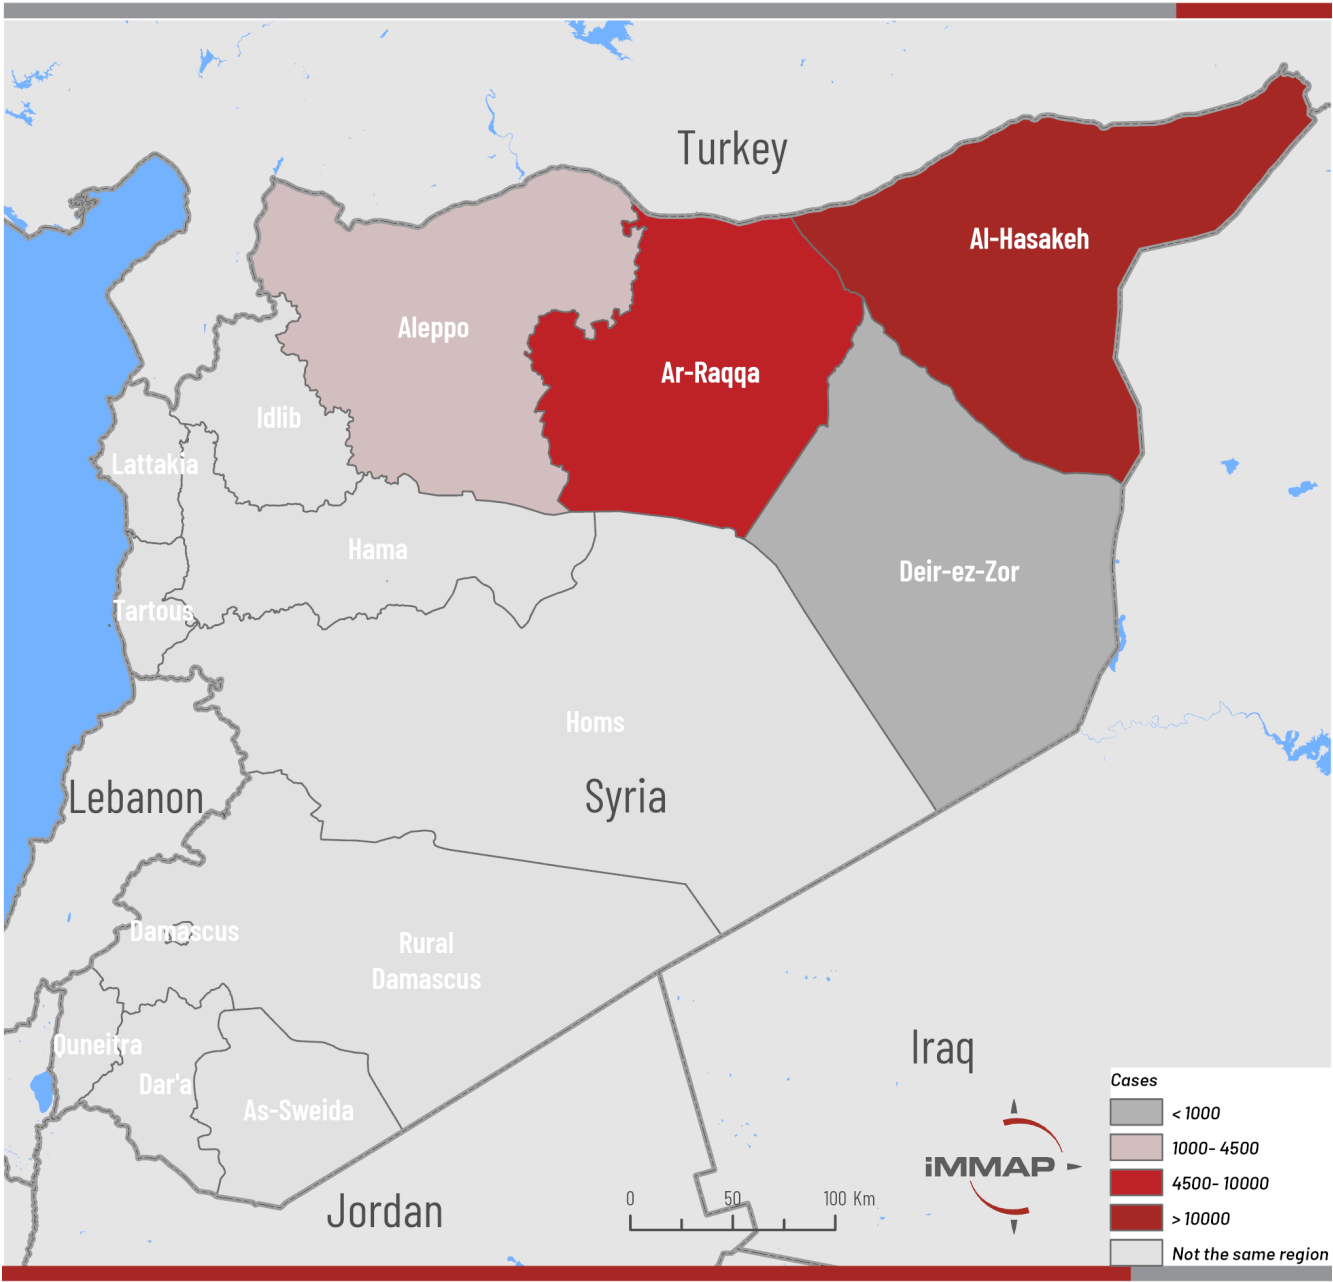 Turkey
Al-Hasakeh
Aleppo
Ar-Raqqa
Idlib
Lattakia
Hama
Deir-ez-Zor
Tartous
Homs
Lebanon
Syria
Damascus
Rural
Damascus
Quneitra
Dar'a
As-Sweida
Iraq
Jordan
iMMAP
0 50 100 Km
Cases
< 1000
1000- 4500
4500- 10000
> 10000
Not the same region